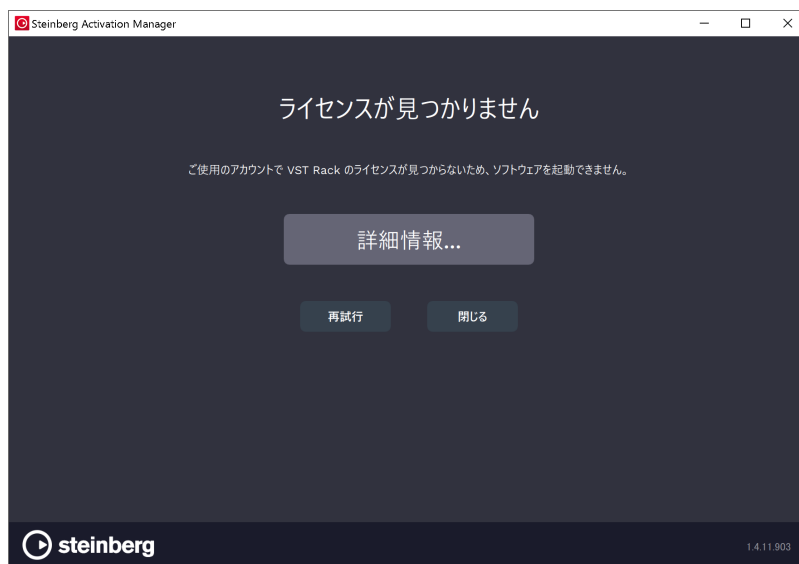 Steinberg Activation Manager
ライセンスが見つかりません
ご使用のアカウントで VST Rack のライセンスが見つからないため、ソフトウェアを起動できません。
詳細情報...
再試行
閉じる
steinberg
1.4.11.903